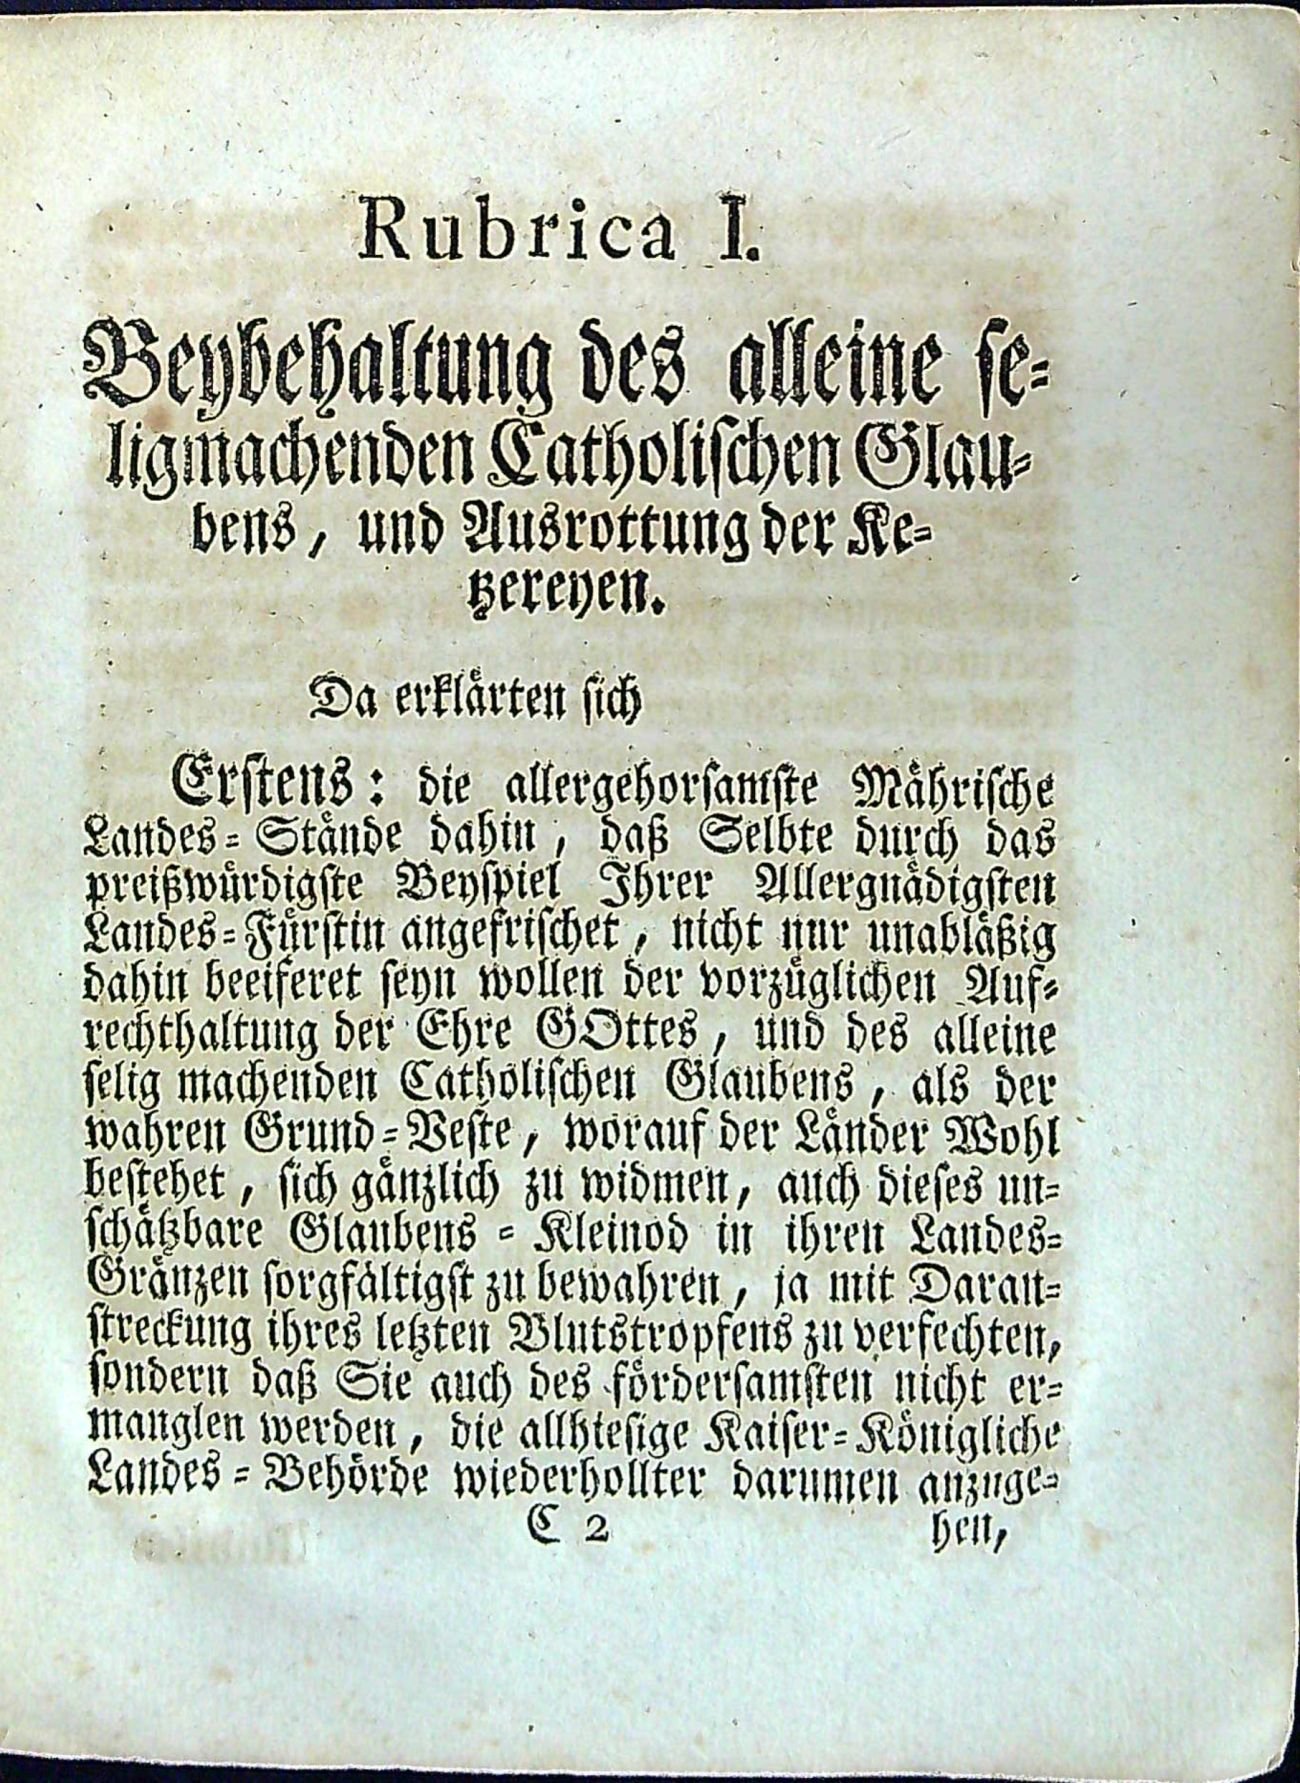 Rubrica I.
Beybehaltung des alleine se=
ligmachenden Catholischen Glau=
bens, und Ausrottung der Ke=
tzereyen.
Da erklärten sich
Erstens: die allergehorsamste Mährische
Landes=Stände dahin, daß Selbte durch das
preißwürdigste Beyspiel Ihrer Allergnädigsten
Landes=Fürstin angefrischet, nicht nur unabläßig
dahin beeiferet seyn wollen der vorzüglichen Auf=
rechthaltung der Ehre GOttes, und des alleine
selig machenden Catholischen Glaubens, als der
wahren Grund=Veste, worauf der Länder Wohl
bestehet, sich gänzlich zu widmen, auch dieses un=
schätzbare Glaubens=Kleinod in ihren Landes=
Gränzen sorgfältigst zu bewahren, ja mit Daran=
streckung ihres letzten Blutstropfens zu verfechten,
sondern daß Sie auch des fördersamsten nicht er=
manglen werden, die allhiesige Kaiser=Königliche
Landes=Behörde wiederhollter darumen anzuge=
C 2 hen,